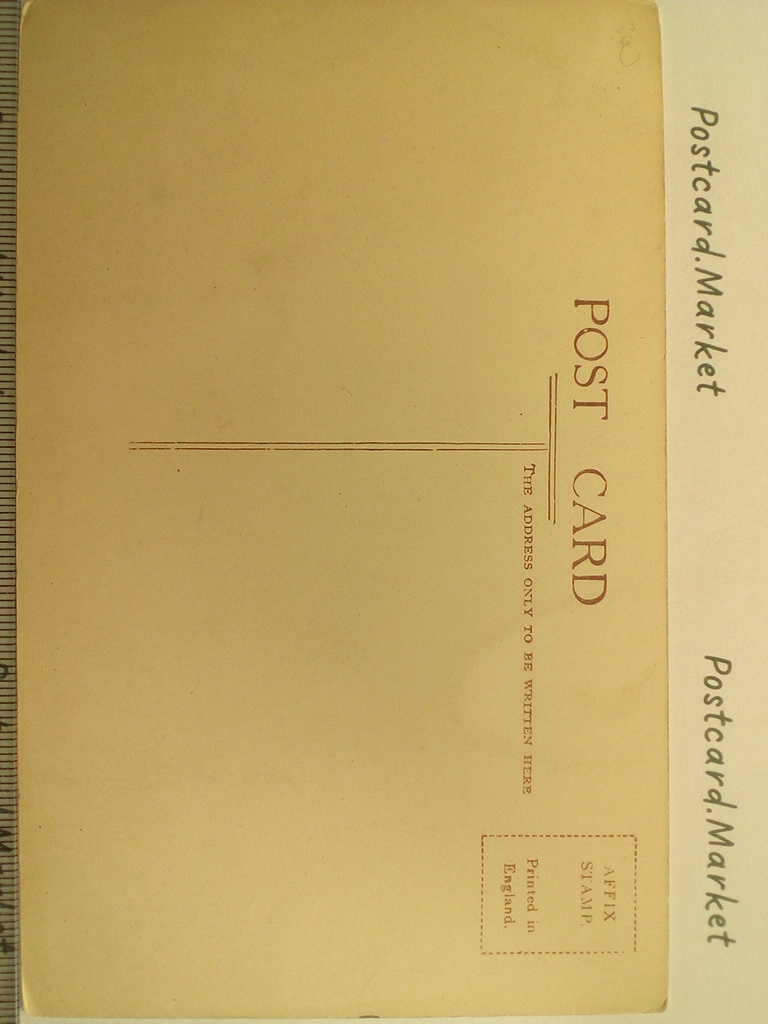 Postcard.Market
Postcard.Market
POST CARD
THE ADDRESS ONLY TO BE WRITTEN HERE
AFFIX
STAMP.
Printed in
England.